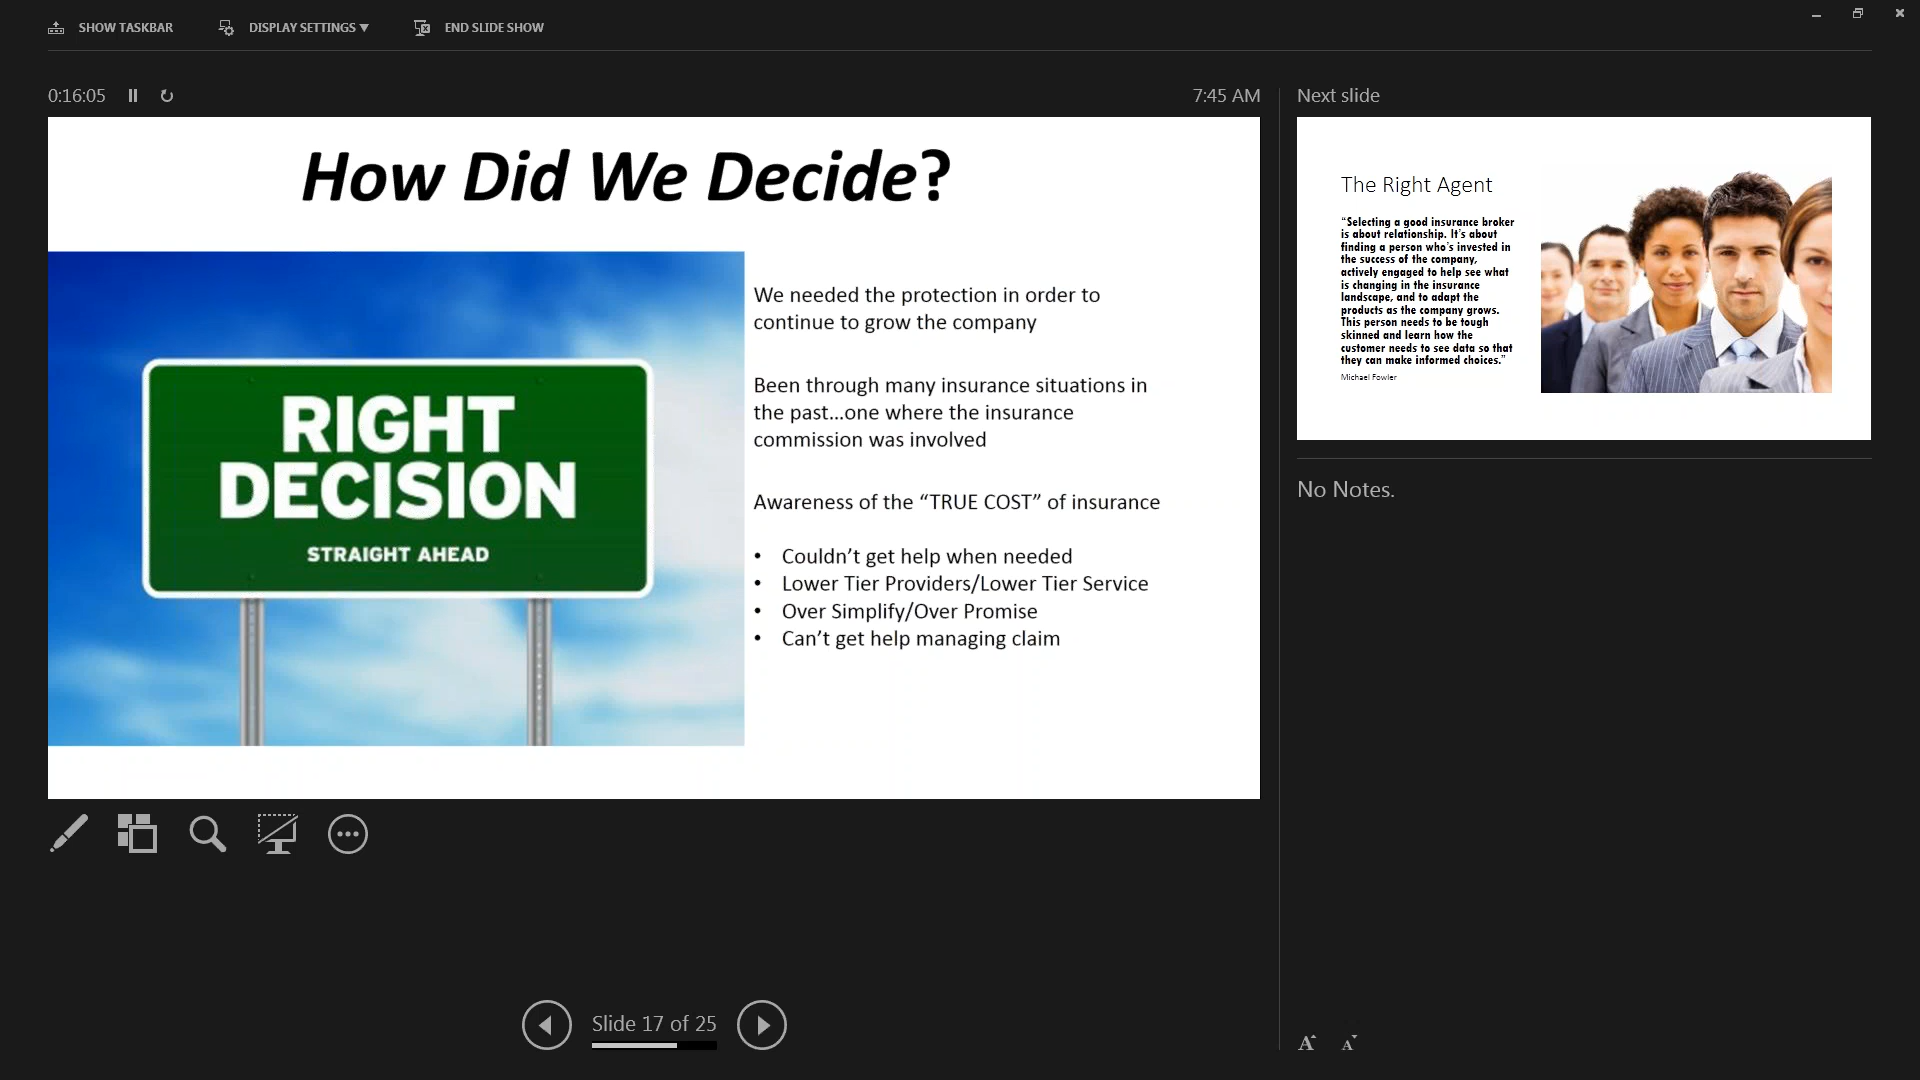 SHOW TASKBAR
DISPLAY SETTINGS ▼
END SLIDE SHOW
0:16:05
7:45 AM
Next slide
How Did We Decide?
RIGHT
DECISION
STRAIGHT AHEAD
We needed the protection in order to
continue to grow the company
Been through many insurance situations in
the past...one where the insurance
commission was involved
Awareness of the “TRUE COST” of insurance
• Couldn’t get help when needed
• Lower Tier Providers/Lower Tier Service
• Over Simplify/Over Promise
• Can’t get help managing claim
The Right Agent
“Selecting a good insurance broker
is about relationship. It’s about
finding a person who’s invested in
the success of the company,
actively engaged to help see what
is changing in the insurance
landscape, and to adapt the
products as the company grows.
This person needs to be tough
skinned and learn how the
customer needs to see data so that
they can make informed choices.”
Michael Fowler
No Notes.
Slide 17 of 25
A A